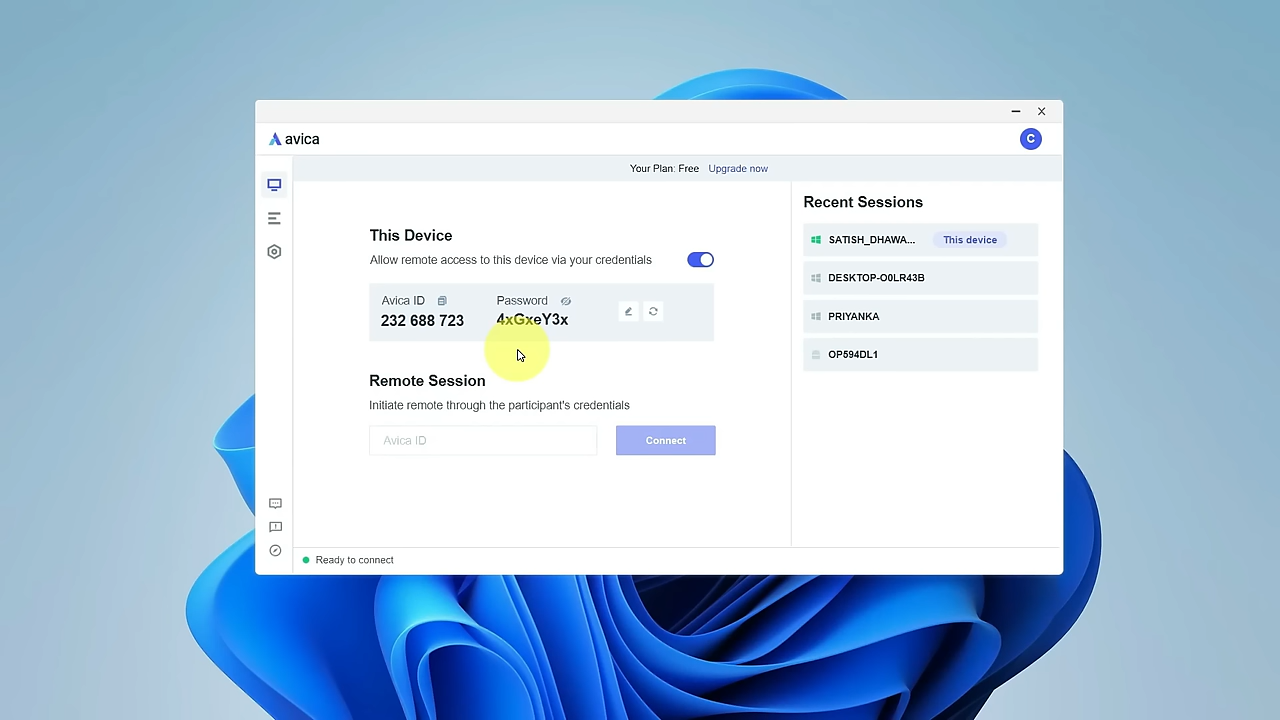 avica
C
Your Plan: Free Upgrade now
This Device
Allow remote access to this device via your credentials
Avica ID Password
232 688 723 4xGxeY3x
Remote Session
Initiate remote through the participant's credentials
Avica ID Connect
Ready to connect
Recent Sessions
SATISH_DHAWA... This device
DESKTOP-O0LR43B
PRIYANKA
OP594DL1